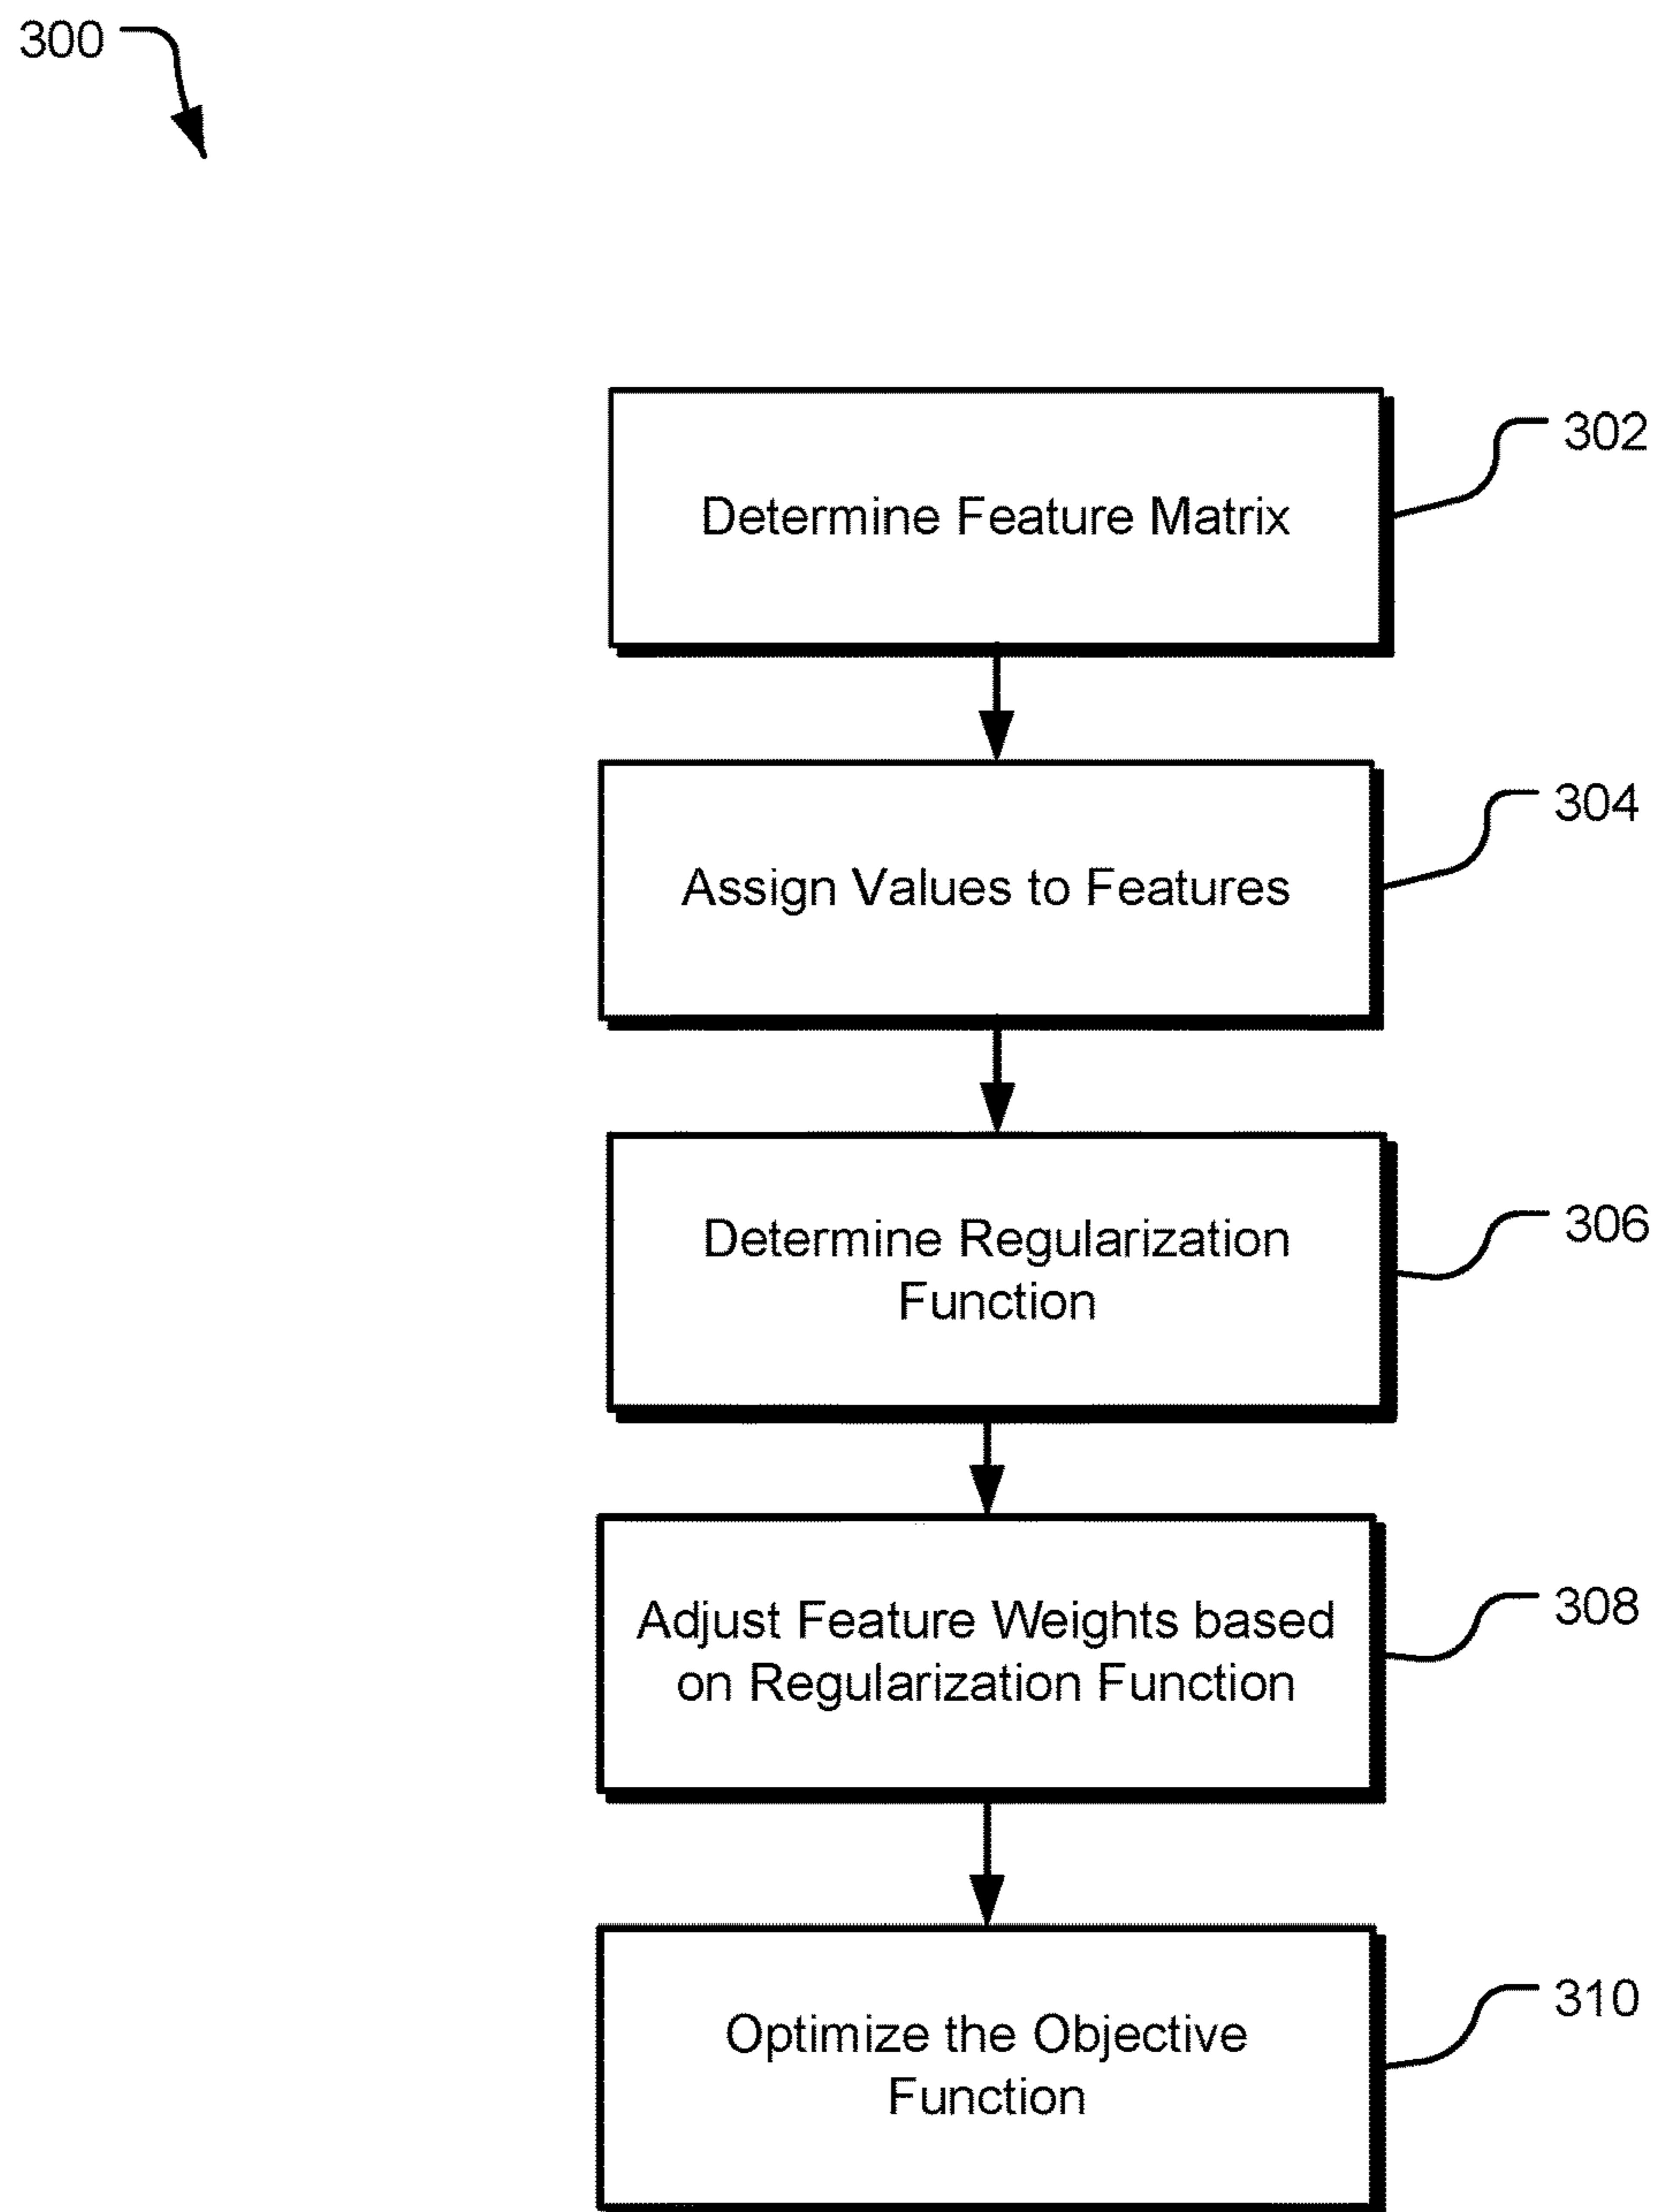 300
Determine Feature Matrix
302
Assign Values to Features
304
Determine Regularization
Function
306
Adjust Feature Weights based
on Regularization Function
308
Optimize the Objective
Function
310